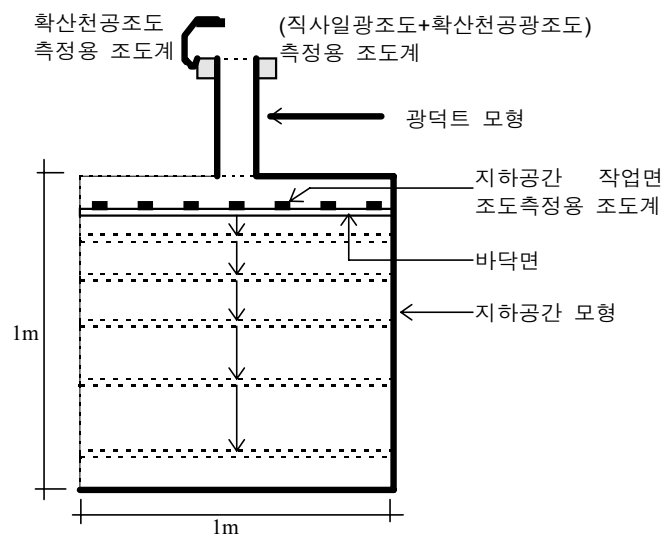 확산천공조도
측정용 조도계
(직사일광조도+확산천공광조도)
측정용 조도계
광덕트 모형
지하공간 작업면
조도측정용 조도계
바닥면
지하공간 모형
1m
1m